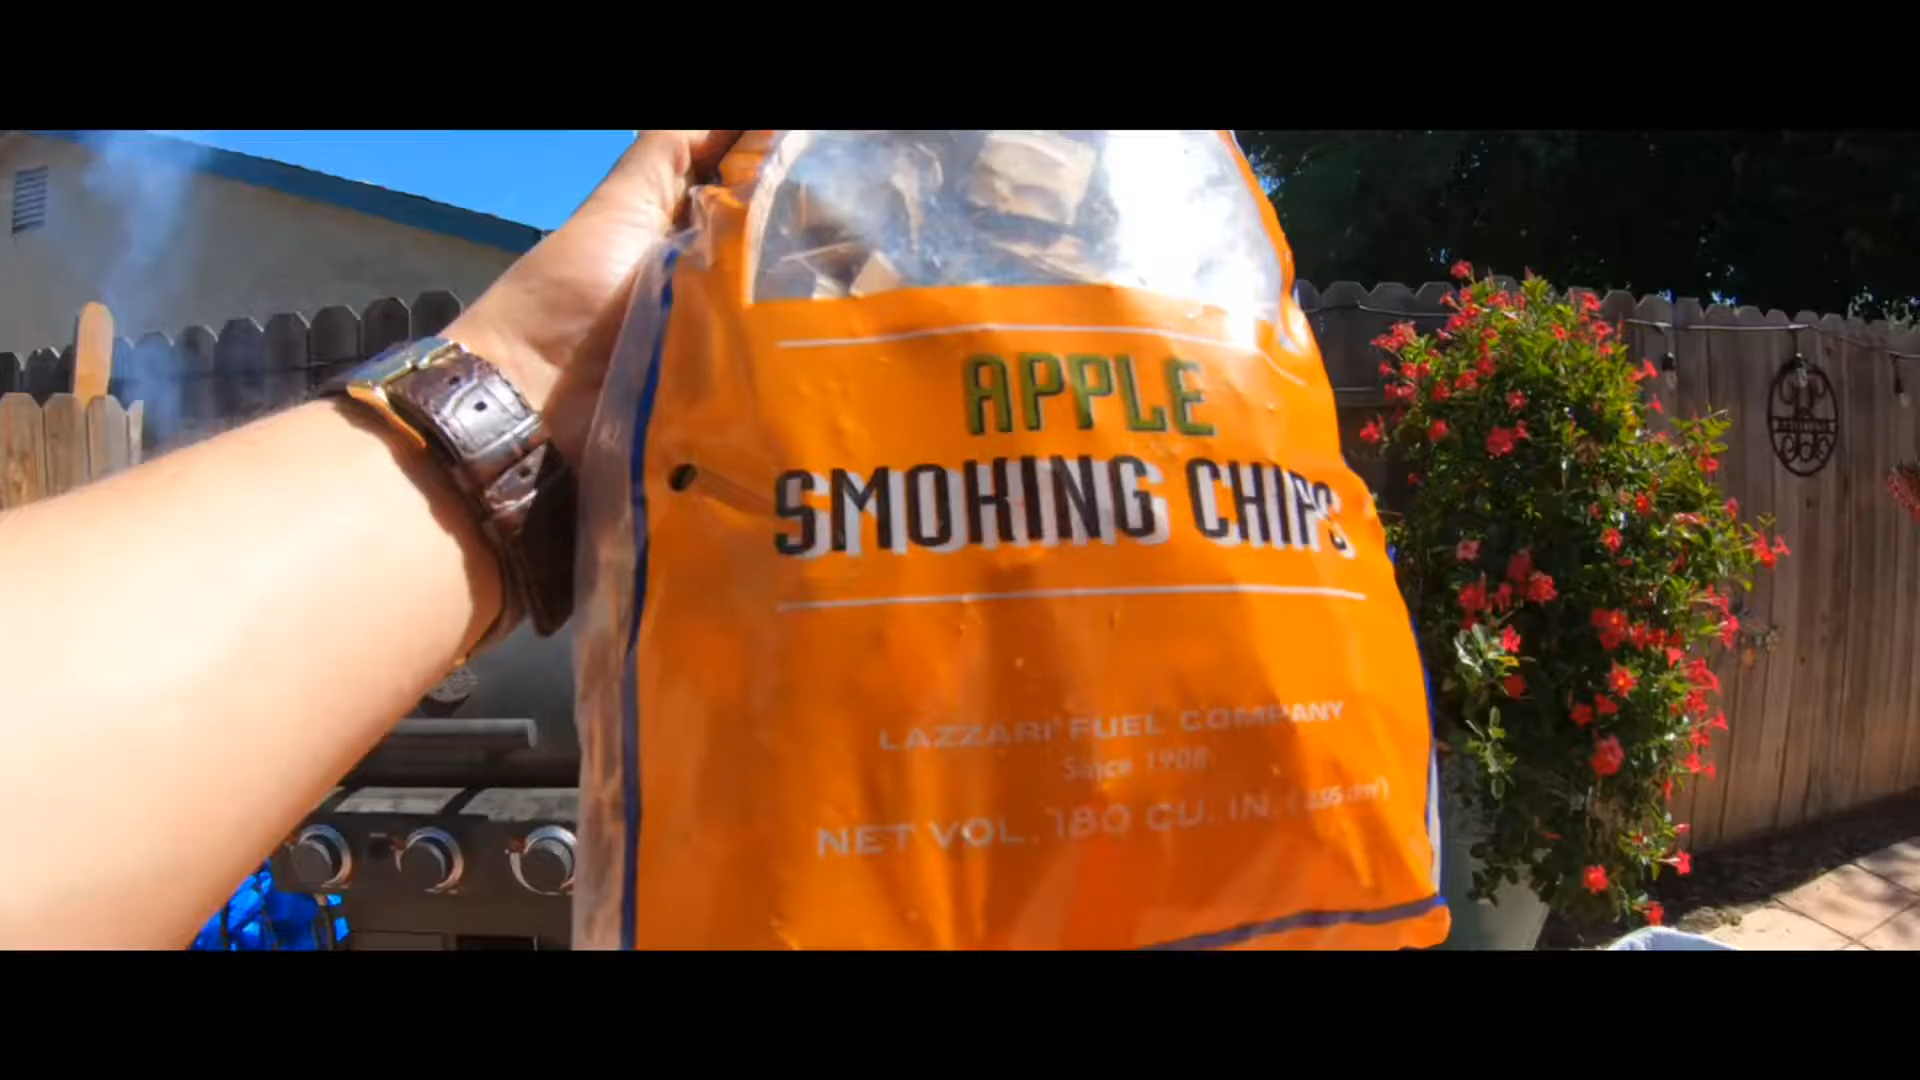 APPLE
SMOKING CHIPS
LAZZARI FUEL COMPANY
Since 1908
NET VOL. 180 CU. IN.